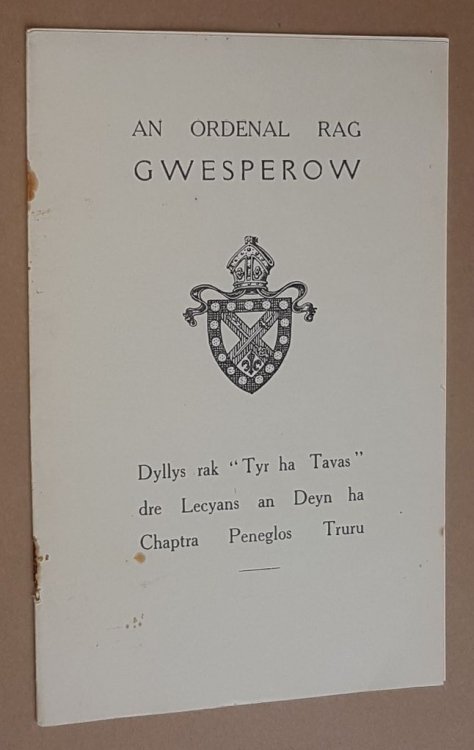 AN ORDENAL RAG
GWESPEROW
Dyllys rak "Tyr ha Tavas"
dre Lecyans an Deyn ha
Chaptra Peneglos Truru